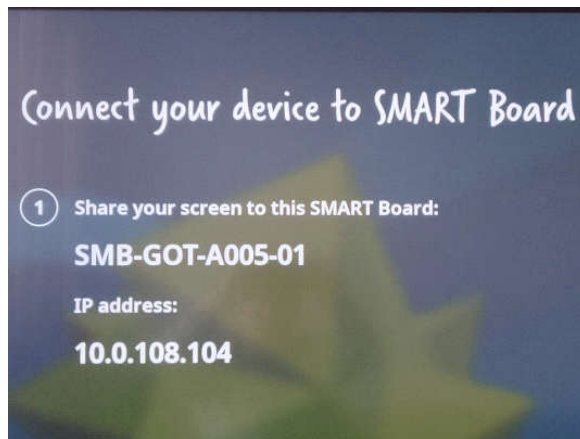 Connect your device to SMART Board
1 Share your screen to this SMART Board:
SMB-GOT-A005-01
IP address:
10.0.108.104